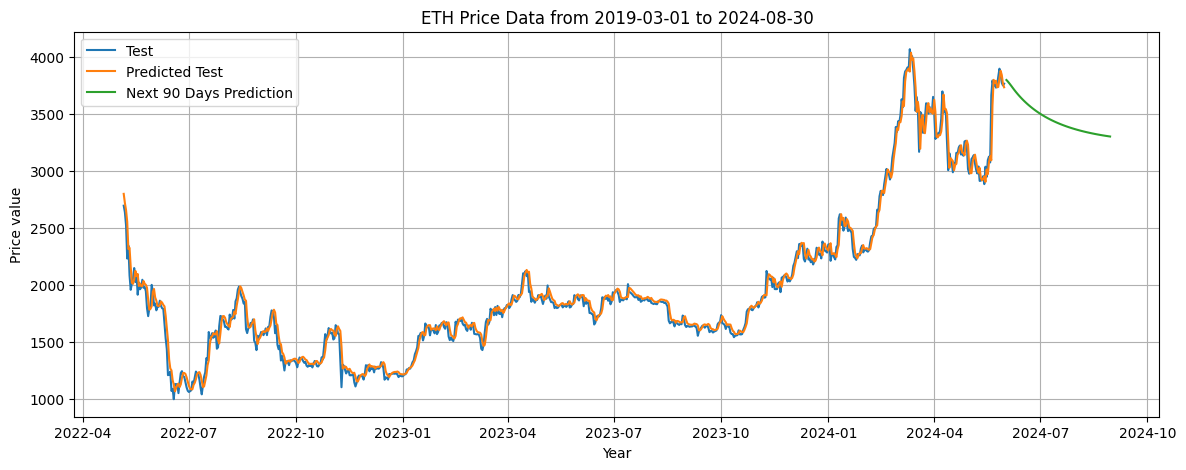 ETH Price Data from 2019-03-01 to 2024-08-30
Test
Predicted Test
Next 90 Days Prediction
Price value
4000
3500
3000
2500
2000
1500
1000
2022-04 2022-07 2022-10 2023-01 2023-04 2023-07 2023-10 2024-01 2024-04 2024-07 2024-10
Year